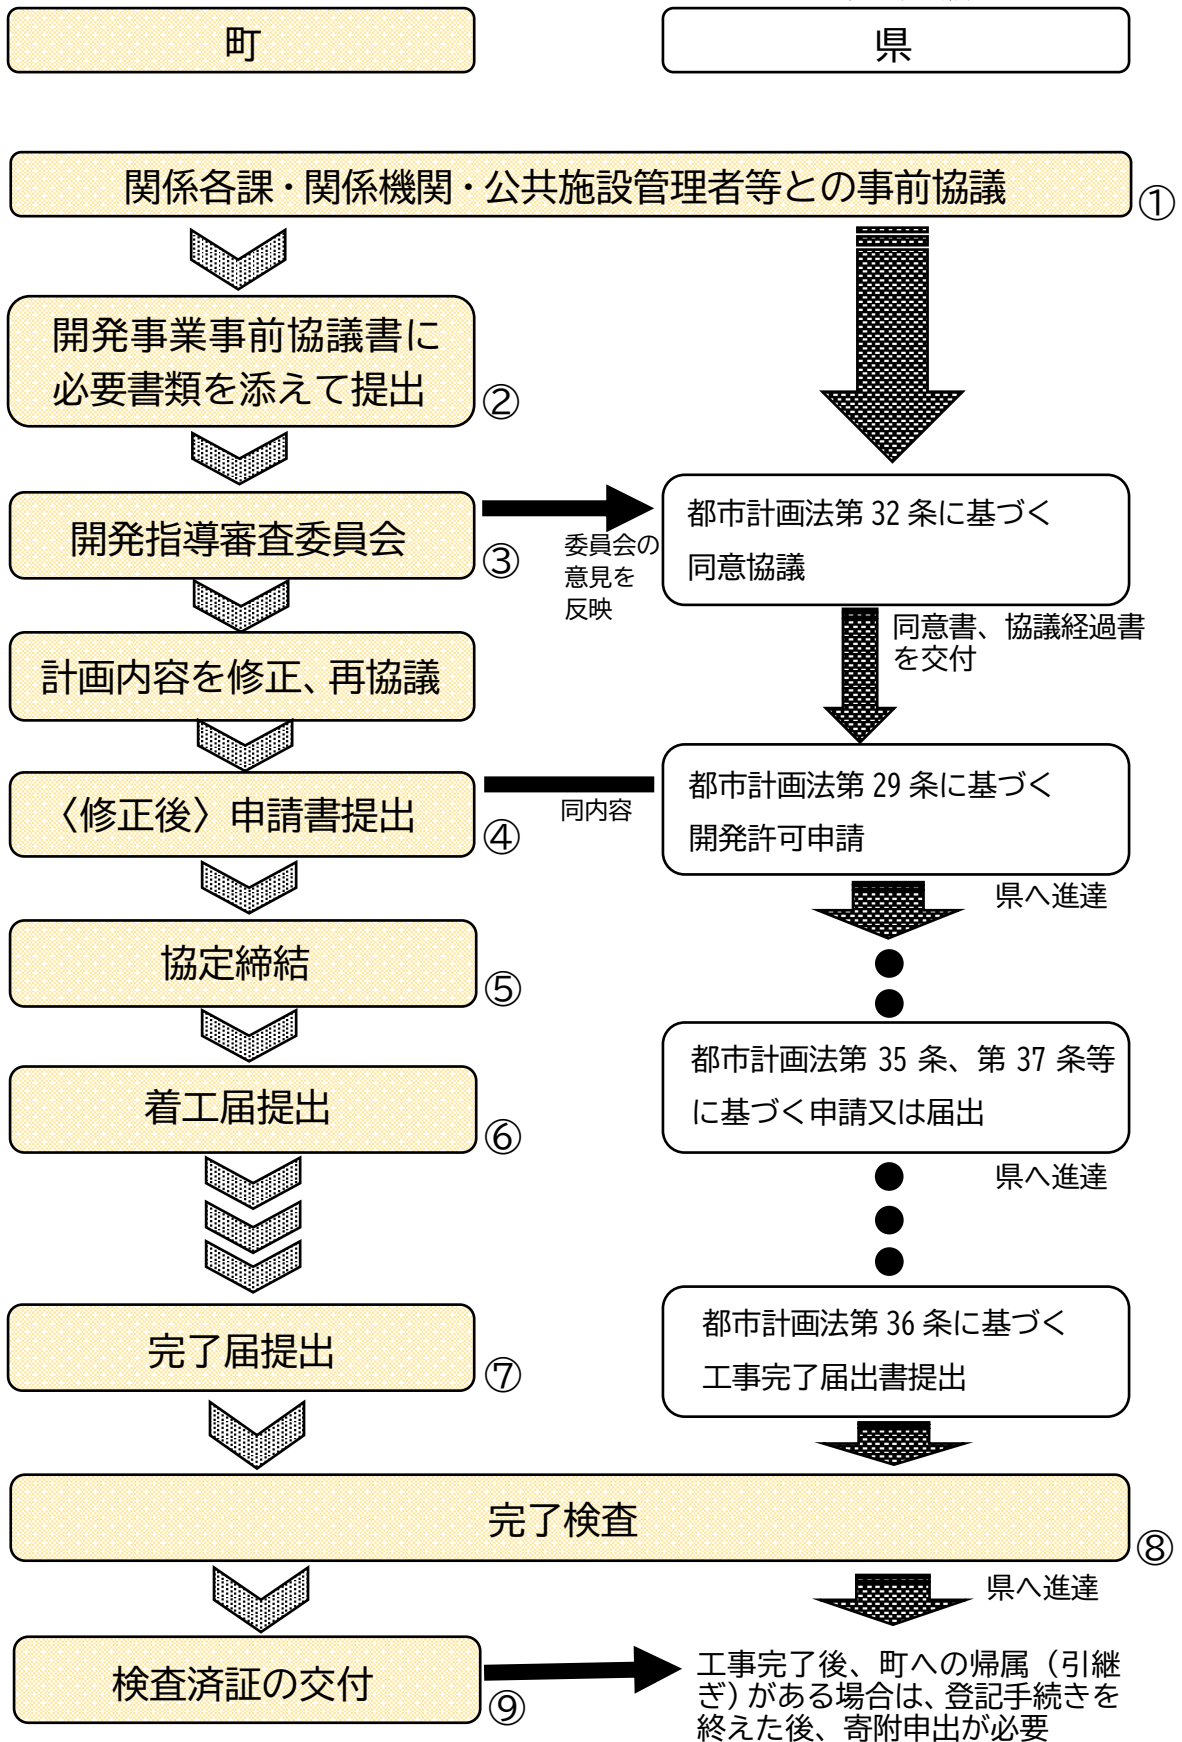 町
県
関係各課・関係機関・公共施設管理者等との事前協議
①
開発事業事前協議書に
必要書類を添えて提出
②
開発指導審査委員会
③
委員会の
意見を
反映
都市計画法第 32 条に基づく
同意協議
同意書、協議経過書
を交付
計画内容を修正、再協議
〈修正後〉申請書提出
④
同内容
都市計画法第 29 条に基づく
開発許可申請
県へ進達
協定締結
⑤
都市計画法第 35 条、第 37 条等
に基づく申請又は届出
県へ進達
着工届提出
⑥
完了届提出
⑦
都市計画法第 36 条に基づく
工事完了届出書提出
完了検査
⑧
県へ進達
検査済証の交付
⑨
工事完了後、町への帰属（引継
ぎ）がある場合は、登記手続きを
終えた後、寄附申出が必要